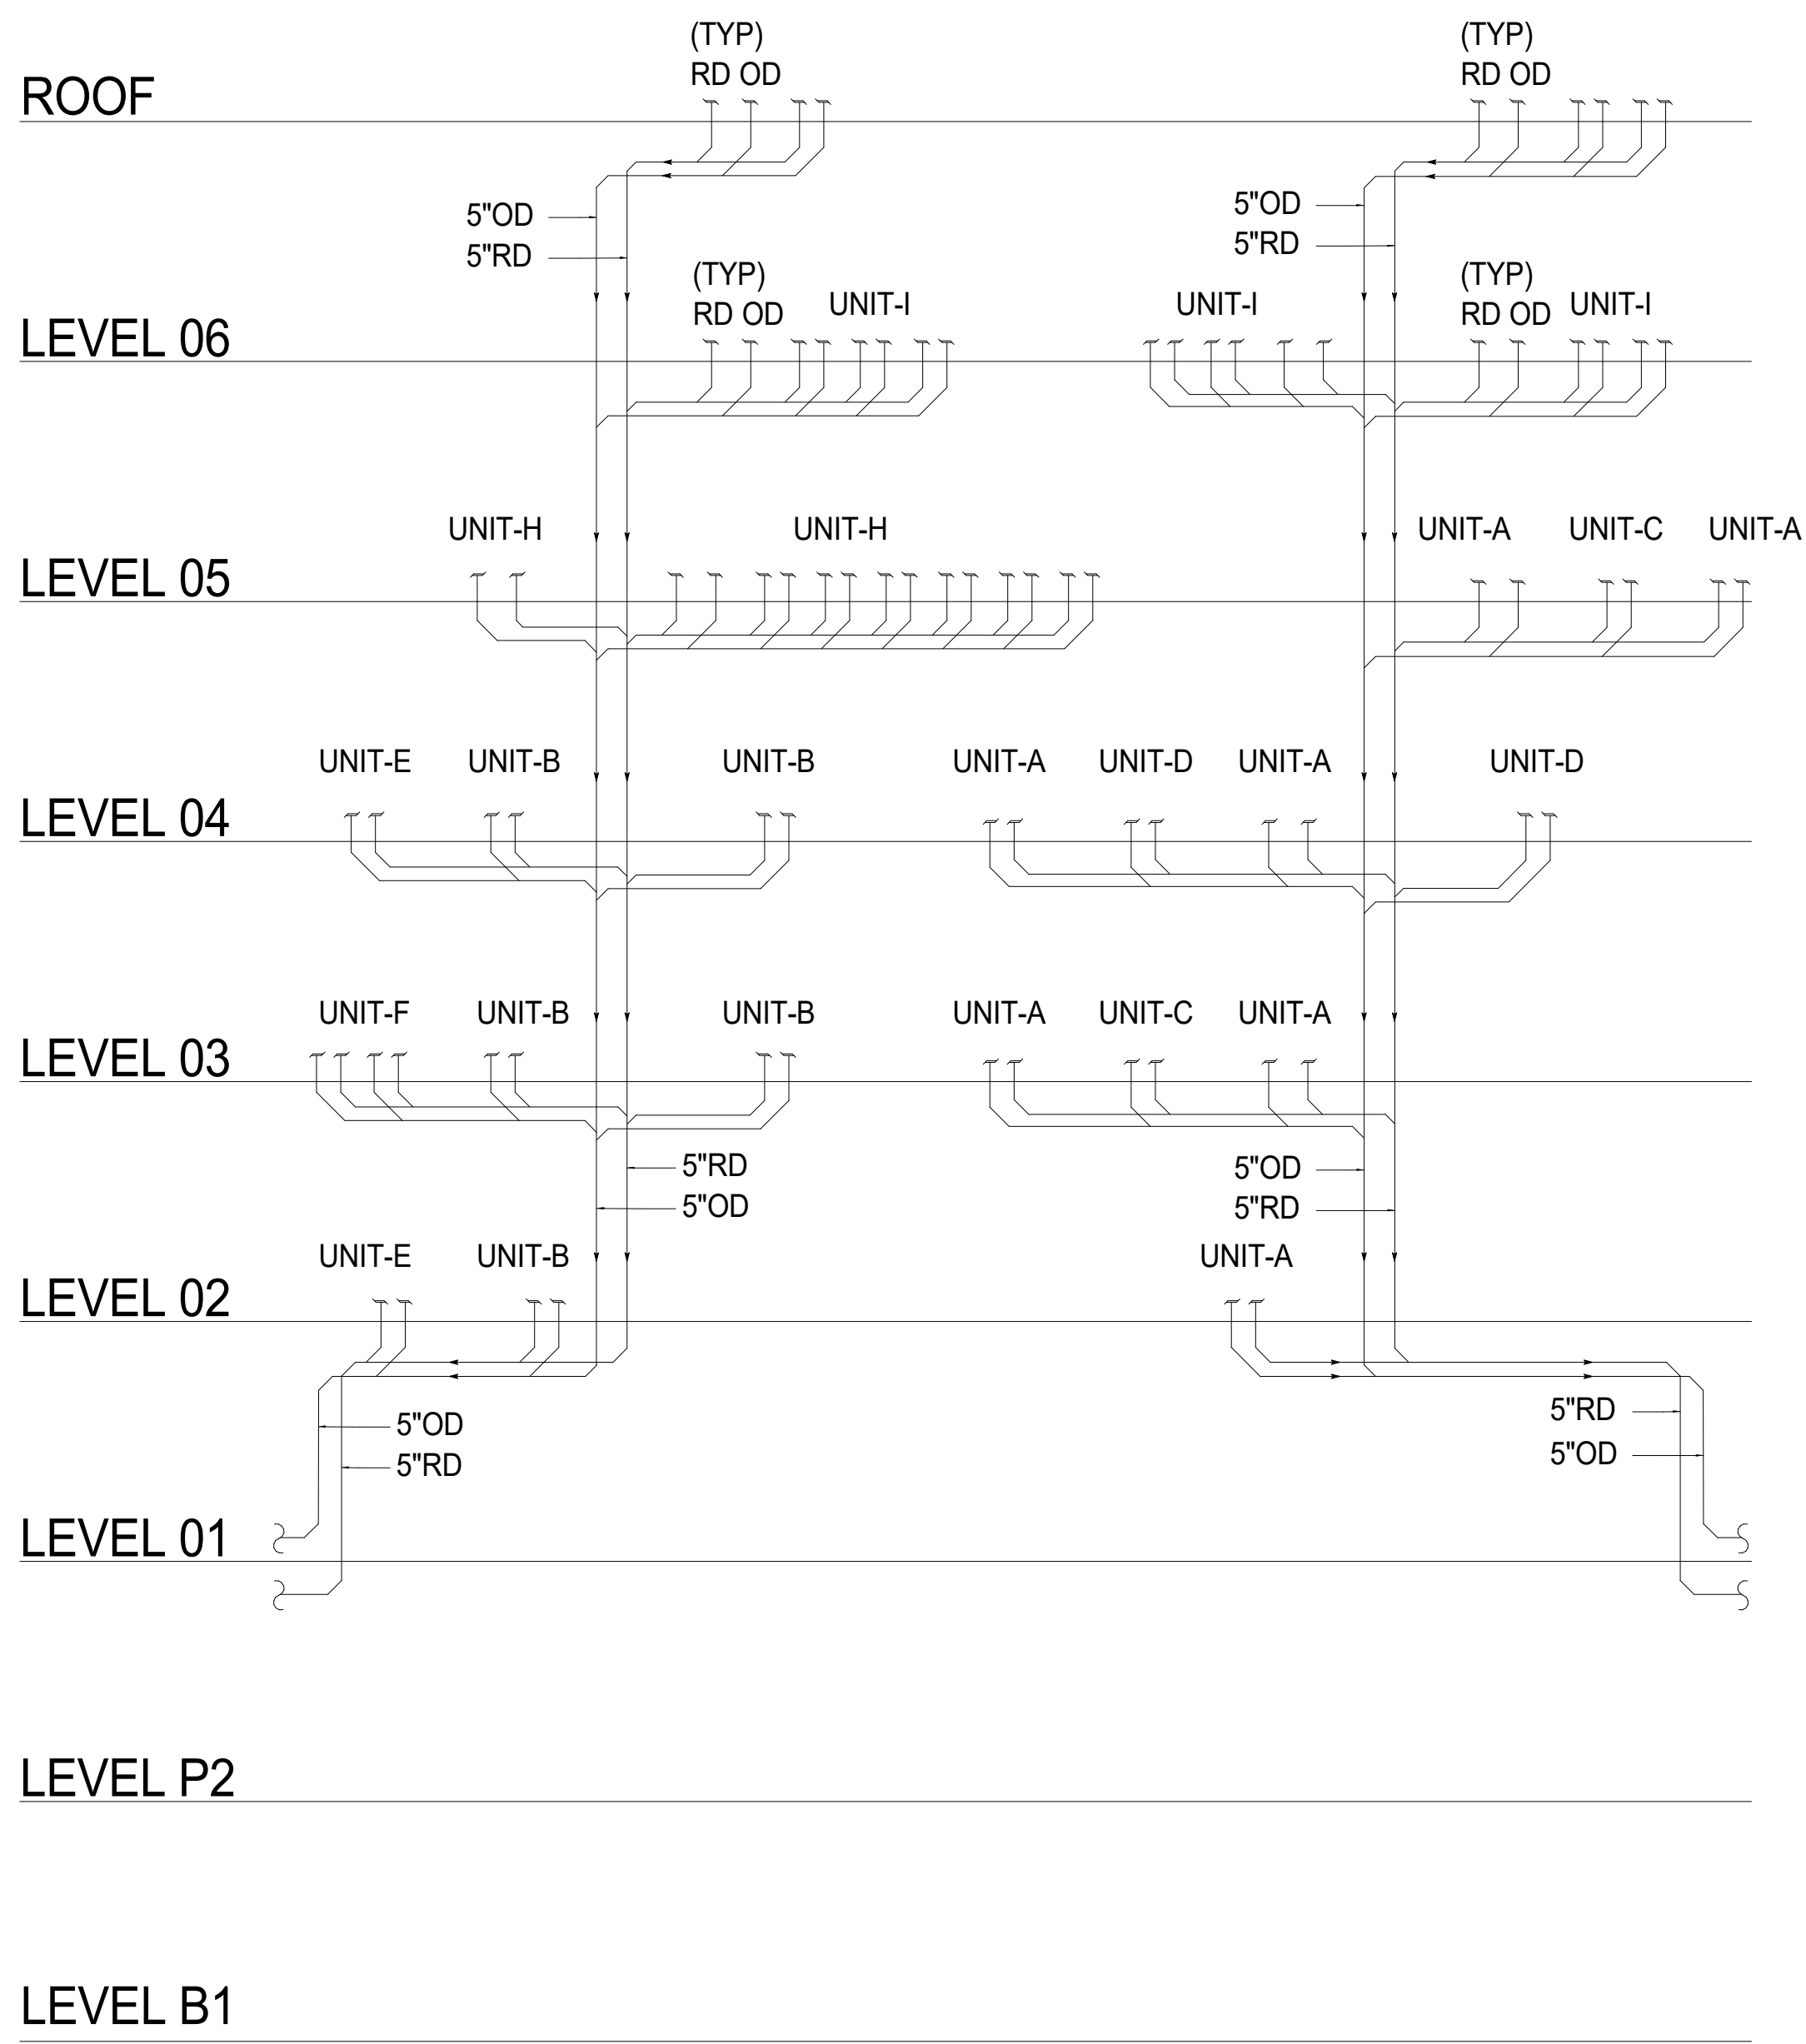 (TYP) (TYP)
RD OD RD OD
ROOF
5"OD 5"OD
5"RD 5"RD
(TYP) (TYP)
RD OD UNIT-I UNIT-I RD OD UNIT-I
LEVEL 06
UNIT-H UNIT-H UNIT-A UNIT-C UNIT-A
LEVEL 05
UNIT-E UNIT-B UNIT-B UNIT-A UNIT-D UNIT-A UNIT-D
LEVEL 04
UNIT-F UNIT-B UNIT-B UNIT-A UNIT-C UNIT-A
LEVEL 03
5"RD 5"OD
5"OD 5"RD
UNIT-E UNIT-B UNIT-A
LEVEL 02
5"OD 5"RD
5"RD 5"OD
LEVEL 01
LEVEL P2
LEVEL B1